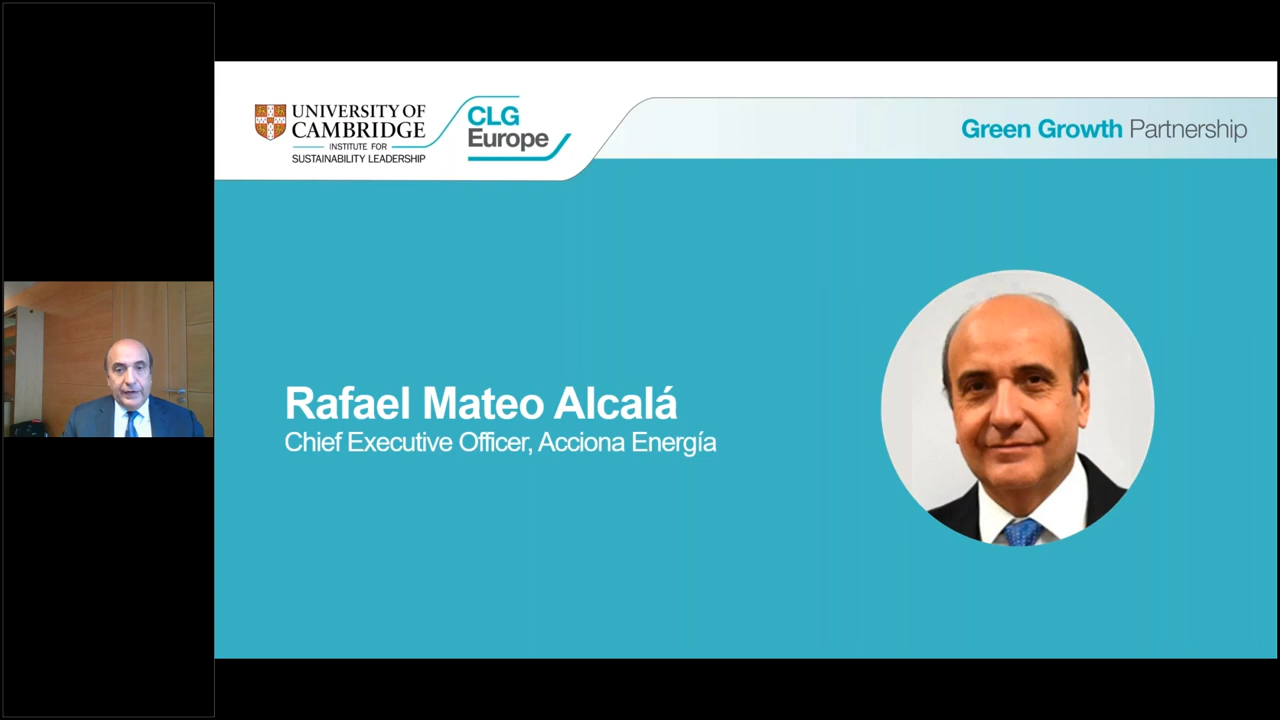 UNIVERSITY OF
CAMBRIDGE
INSTITUTE FOR
SUSTAINABILITY LEADERSHIP
CLG
Europe
Green Growth Partnership
Rafael Mateo Alcalá
Chief Executive Officer, Acciona Energía